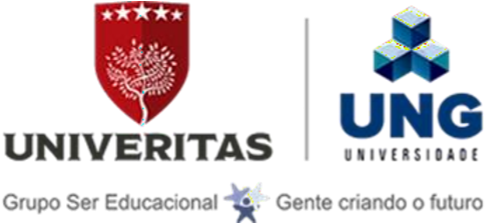 UNIVERITAS
UNG
UNIVERSIDADE
Grupo Ser Educacional Gente criando o futuro